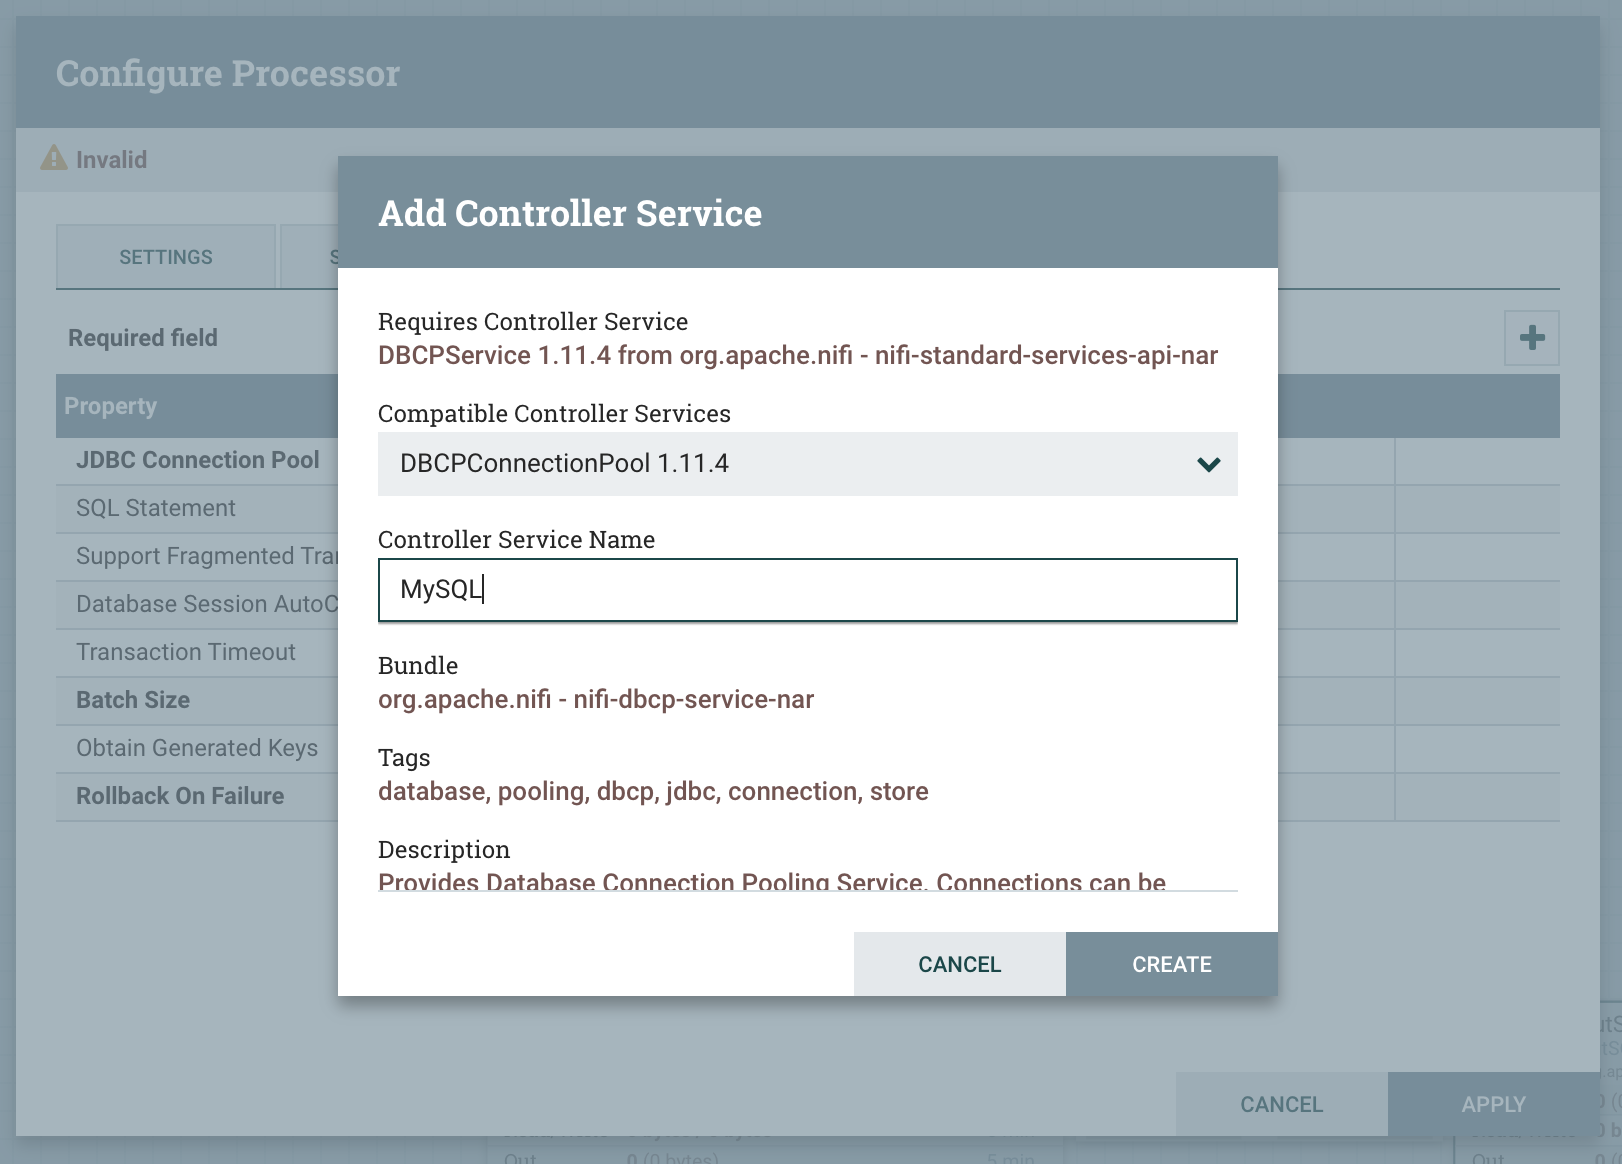 Configure Processor
Invalid
SETTINGS
Required field
Property
JDBC Connection Pool
SQL Statement
Support Fragmented
Database Session
Transaction Timeout
Batch Size
Obtain Generated Keys
Rollback On Failure
Add Controller Service
Requires Controller Service
DBCPService 1.11.4 from org.apache.nifi - nifi-standard-services-api-nar
Compatible Controller Services
DBCPConnectionPool 1.11.4
Controller Service Name
MySQL
Bundle
org.apache.nifi - nifi-dbcp-service-nar
Tags
database, pooling, dbcp, jdbc, connection, store
Description
Provides Database Connection Pooling Service. Connections can be
CANCEL
CREATE
CANCEL
APPLY
Out 0 (0 bytes) 5 min
Out